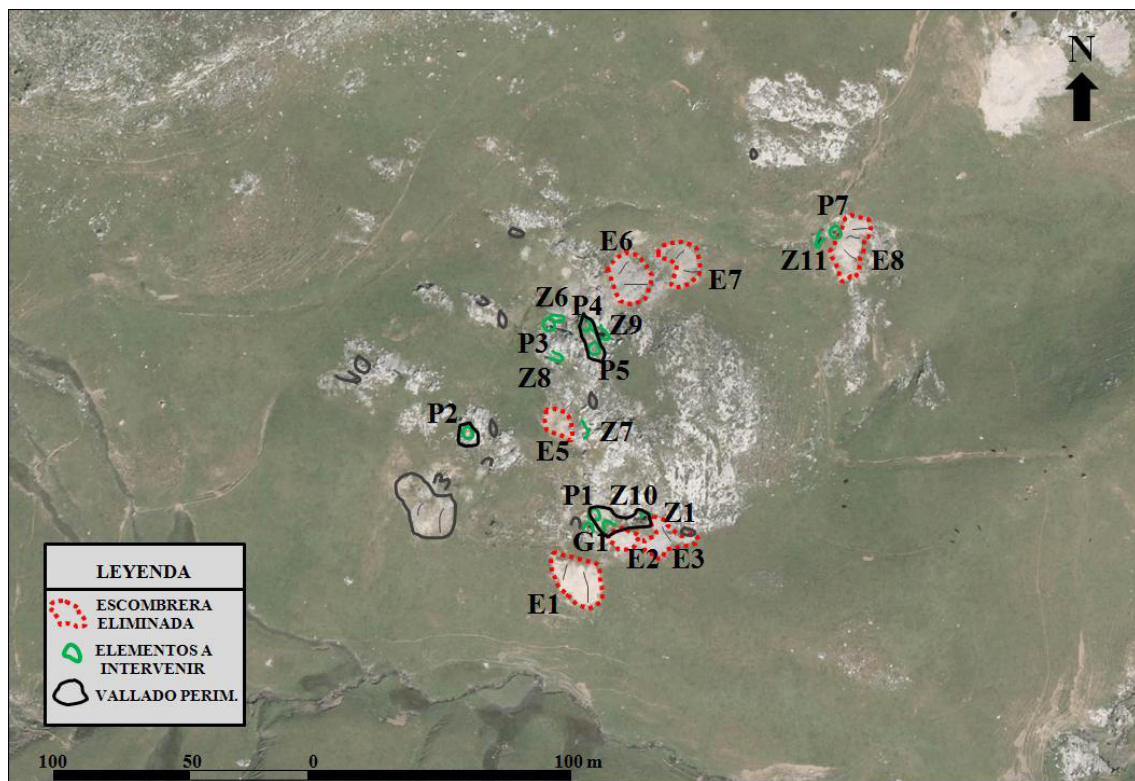 N
P7
E6
Z11
E8
E7
Z6
P4
Z9
P3
P5
Z8
P2
Z7
E5
P1
Z10
Z1
G1
E2
E3
E1
LEYENDA
ESCOMBRERA
ELIMINADA
ELEMENTOS A
INTERVENIR
VALLADO PERIM.
100 50 0 100 m